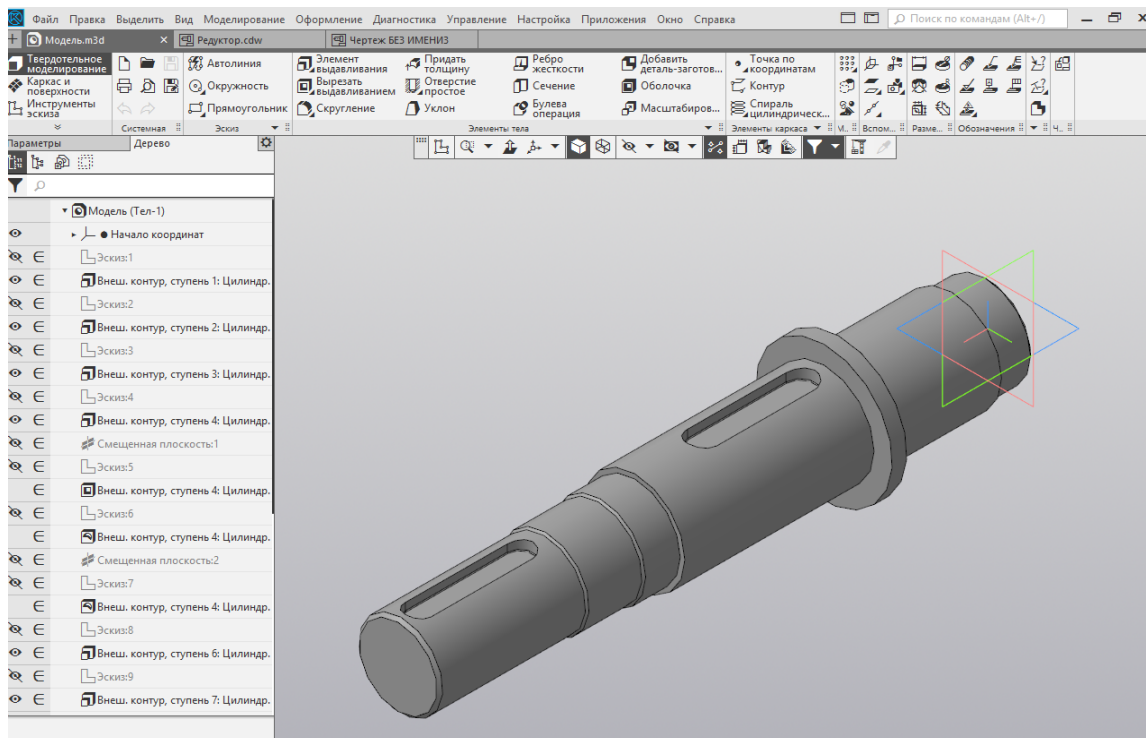 Файл Правка Выделить Вид Моделирование Оформление Диагностика Управление Настройка Приложения Окно Справка
Поиск по командам (Alt+/)
Модель.m3d
Редуктор.cdw
Чертеж БЕЗ ИМЕНИ3
Твердотельное моделирование
Каркас и поверхности
Инструменты эскиза
Системная
Автолиния
Окружность
Прямоугольник
Эскиз
Элемент выдавливания
Вырезать выдавливанием
Скругление
Придать толщину
Отверстие простое
Уклон
Ребро жесткости
Сечение
Булева операция
Добавить деталь-заготов...
Оболочка
Масштабиров...
Элементы тела
Точка по координатам
Контур
Спираль цилиндрическ...
Элементы каркаса
М..
Вспом...
Разме...
Обозначения
Ч...
Параметры
Дерево
Модель (Тел-1)
Начало координат
Эскиз:1
Внеш. контур, ступень 1: Цилиндр.
Эскиз:2
Внеш. контур, ступень 2: Цилиндр.
Эскиз:3
Внеш. контур, ступень 3: Цилиндр.
Эскиз:4
Внеш. контур, ступень 4: Цилиндр.
Смещенная плоскость:1
Эскиз:5
Внеш. контур, ступень 4: Цилиндр.
Эскиз:6
Внеш. контур, ступень 4: Цилиндр.
Смещенная плоскость:2
Эскиз:7
Внеш. контур, ступень 4: Цилиндр.
Эскиз:8
Внеш. контур, ступень 6: Цилиндр.
Эскиз:9
Внеш. контур, ступень 7: Цилиндр.